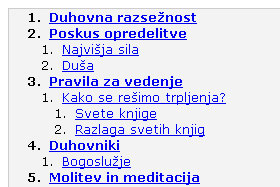 1. Duhovna razsežnost
2. Poskus opredelitve
1. Najvišja sila
2. Duša
3. Pravila za vedenje
1. Kako se rešimo trpljenja?
1. Svete knjige
2. Razlaga svetih knjig
4. Duhovniki
1. Bogoslužje
5. Molitev in meditacija